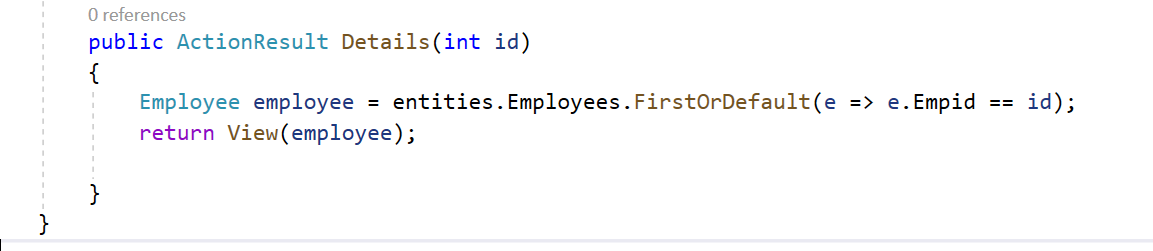 0 references
public ActionResult Details(int id)
{
Employee employee = entities.Employees.FirstOrDefault(e => e.Empid == id);
return View(employee);
}
}